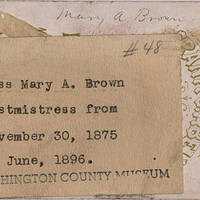 Mary A Brown
#48
ss Mary A. Brown
stmistress from
vember 30, 1875
June, 1896.
HINGTON COUNTY MUSEUM